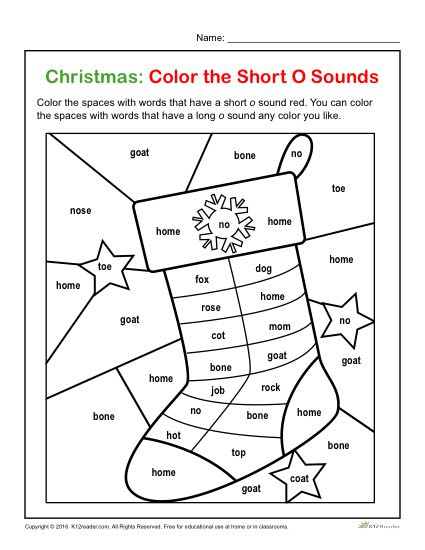 Name: ______________________________
Christmas: Color the Short O Sounds
Color the spaces with words that have a short o sound red. You can color
the spaces with words that have a long o sound any color you like.
goat
bone
no
toe
nose
home
no
home
toe
home
home
fox
dog
rose
home
goat
cot
mom
no
bone
goat
goat
home
job
rock
bone
no
bone
home
hot
top
bone
home
goat
coat
Copyright © 2016 K12reader.com. All Rights Reserved. Free for educational use at home or in classrooms.
K12Reader